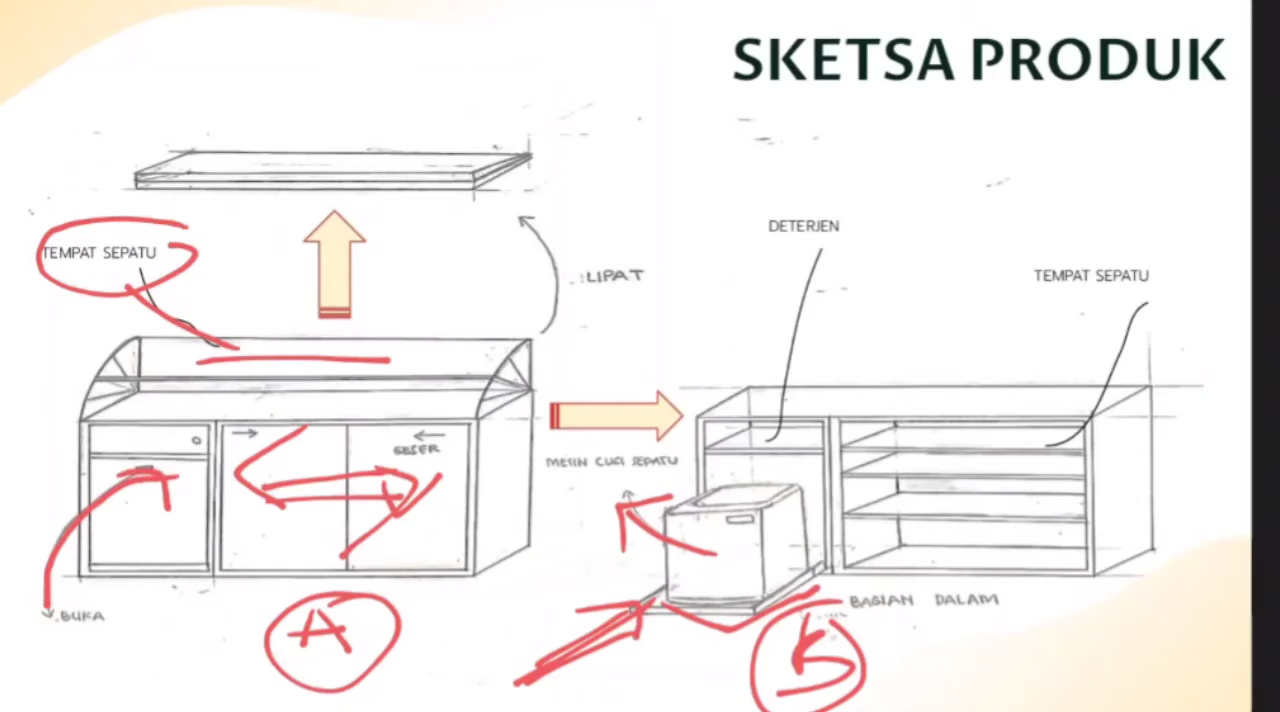 SKETSA PRODUK
TEMPAT SEPATU
LIPAT
DETERJEN
TEMPAT SEPATU
GESER
MESIN CUCI SEPATU
BUKA
BAGIAN DALAM
A
B